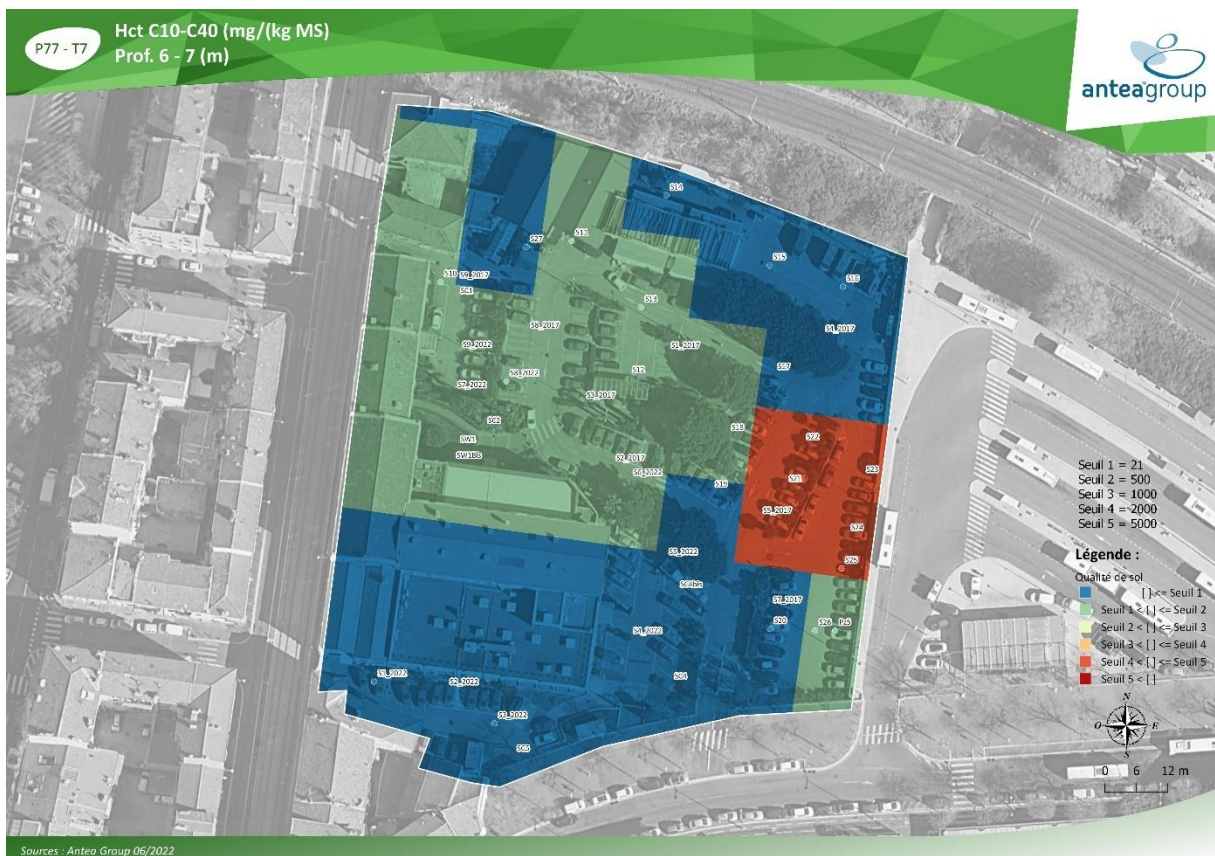 P77 - T7
Hct C10-C40 (mg/(kg MS)
Prof. 6 - 7 (m)
anteagroup
S14
S27
S11
S15
S10
S9_2017
SC1
S16
S13
S8_2017
S4_2017
S9_2022
S1_2017
S7_2022
S8_2022
S12
S17
S3_2017
SC2
S18
SW1
S22
SW1Bis
S2_2017
S6_2022
S23
S19
S21
S5_2017
S24
S5_2022
S25
SC4bis
S7_2017
S4_2022
S20
S26
SC4
S1_2022
S2_2022
S3_2022
SC5
Seuil 1 = 21
Seuil 2 = 500
Seuil 3 = 1000
Seuil 4 = 2000
Seuil 5 = 5000
Légende :
Qualité de sol
[ ] <= Seuil 1
Seuil 1 < [ ] <= Seuil 2
Seuil 2 < [ ] <= Seuil 3
Seuil 3 < [ ] <= Seuil 4
Seuil 4 < [ ] <= Seuil 5
Seuil 5 < [ ]
N
O
E
S
0 6 12 m
Sources : Antea Group 06/2022